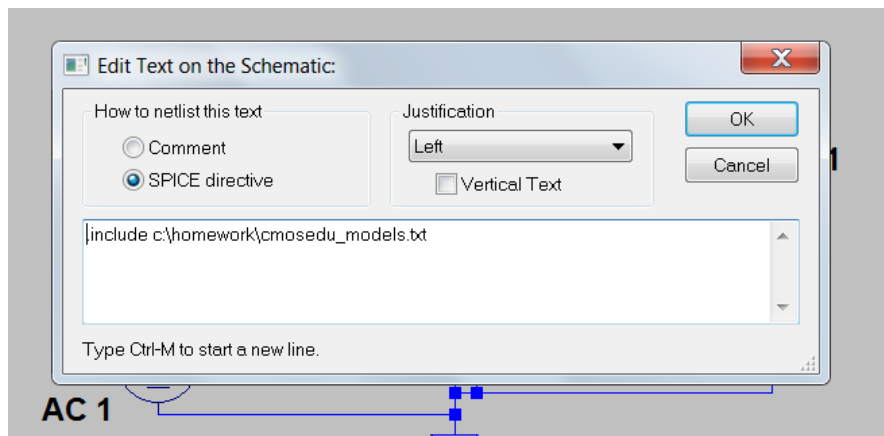 Edit Text on the Schematic:
How to netlist this text
Comment
SPICE directive
Justification
Left
Vertical Text
OK
Cancel
1
.include c:\homework\cmosedu_models.txt
Type Ctrl-M to start a new line.
AC 1